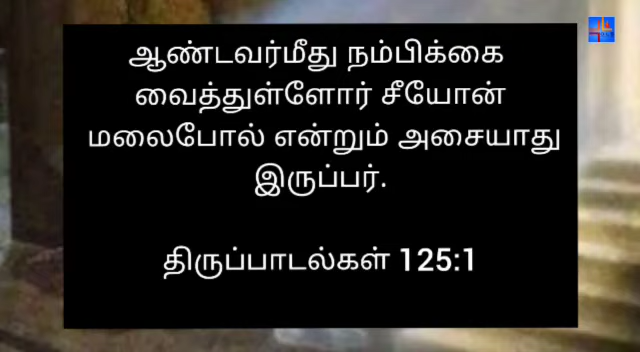 ஆண்டவர்மீது நம்பிக்கை
வைத்துள்ளோர் சீயோன்
மலைபோல் என்றும் அசையாது
இருப்பர்.
திருப்பாடல்கள் 125:1